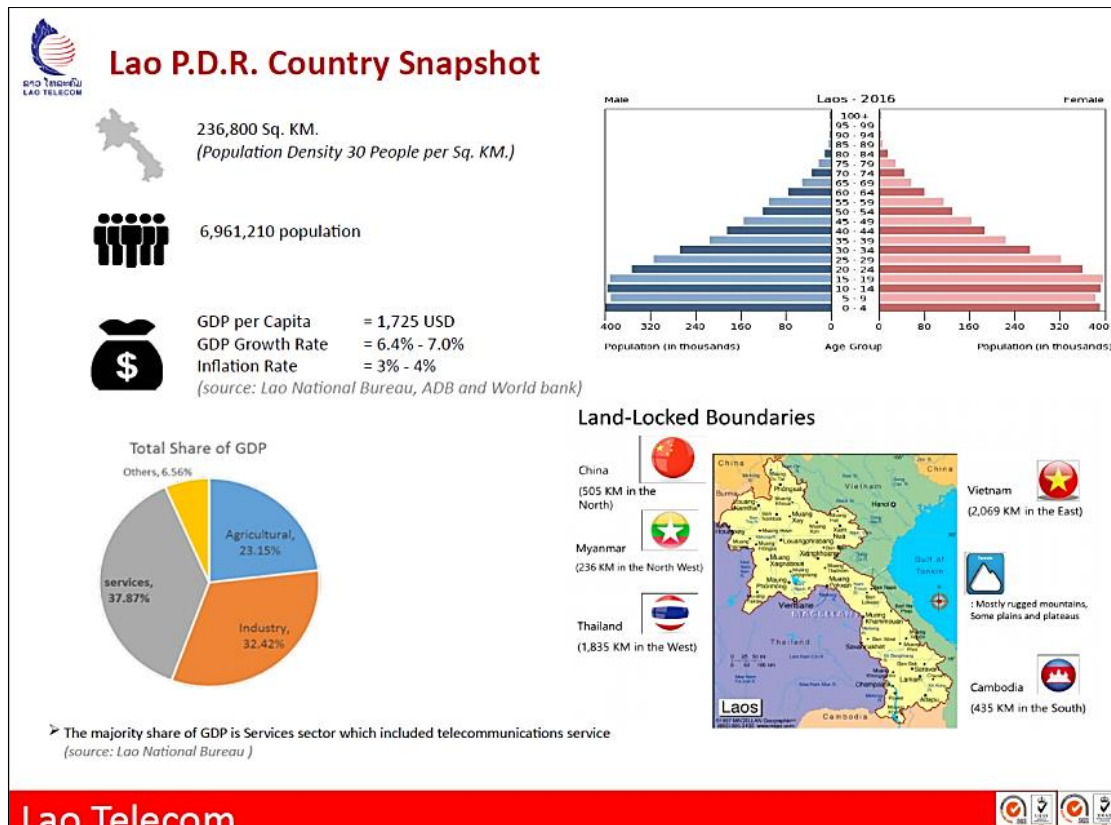 ລາວ ໂທລະຄົມ
LAO TELECOM
Lao P.D.R. Country Snapshot
236,800 Sq. KM.
(Population Density 30 People per Sq. KM.)
6,961,210 population
GDP per Capita = 1,725 USD
GDP Growth Rate = 6.4% - 7.0%
Inflation Rate = 3% - 4%
(source: Lao National Bureau, ADB and World bank)
Male Laos - 2016 Female
100+
95 - 99
90 - 94
85 - 89
80 - 84
75 - 79
70 - 74
65 - 69
60 - 64
55 - 59
50 - 54
45 - 49
40 - 44
35 - 39
30 - 34
25 - 29
20 - 24
15 - 19
10 - 14
5 - 9
0 - 4
400 320 240 160 80 0 0 80 160 240 320 400
Population (in thousands) Age Group Population (in thousands)
Total Share of GDP
Others, 6.56%
Agricultural,
23.15%
services,
37.87%
Industry,
32.42%
Land-Locked Boundaries
China
(505 KM in the
North)
Myanmar
(236 KM in the North West)
Thailand
(1,835 KM in the West)
China
China
Burma
Vietnam
Hanoi
Gulf of
Tonkin
Louangphrabang
Vientiane
Thailand
Cambodia
Laos
Vietnam
(2,069 KM in the East)
: Mostly rugged mountains,
Some plains and plateaus
Cambodia
(435 KM in the South)
➢ The majority share of GDP is Services sector which included telecommunications service
(source: Lao National Bureau )
Lao Telecom
SGS
SGS